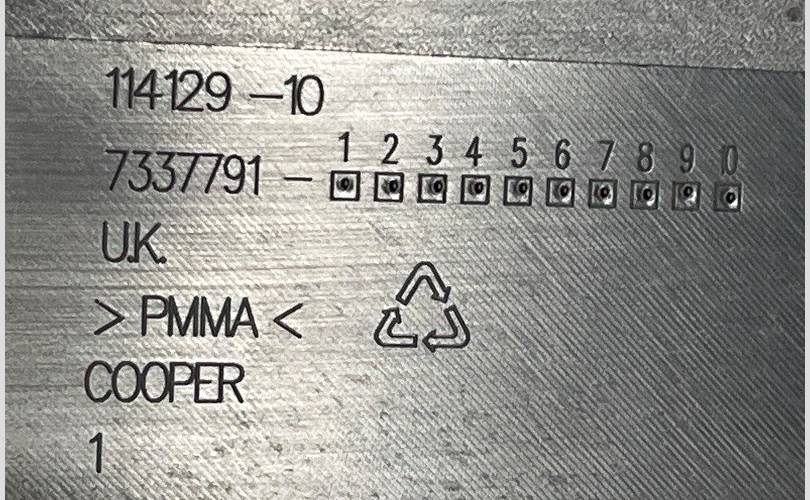 114129-10
1 2 3 4 5 6 7 8 9 10
7337791-
U.K.
>PMMA<
COOPER
1